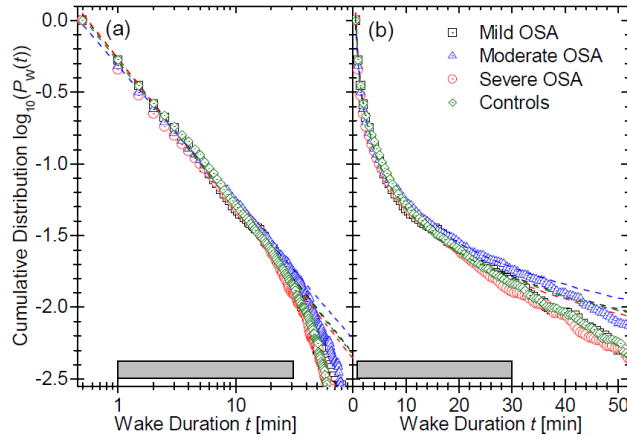 (a)
(b)
Mild OSA
Moderate OSA
Severe OSA
Controls
Cumulative Distribution log10(PW(t))
0.0
-0.5
-1.0
-1.5
-2.0
-2.5
1
10
0
10
20
30
40
50
Wake Duration t [min]
Wake Duration t [min]